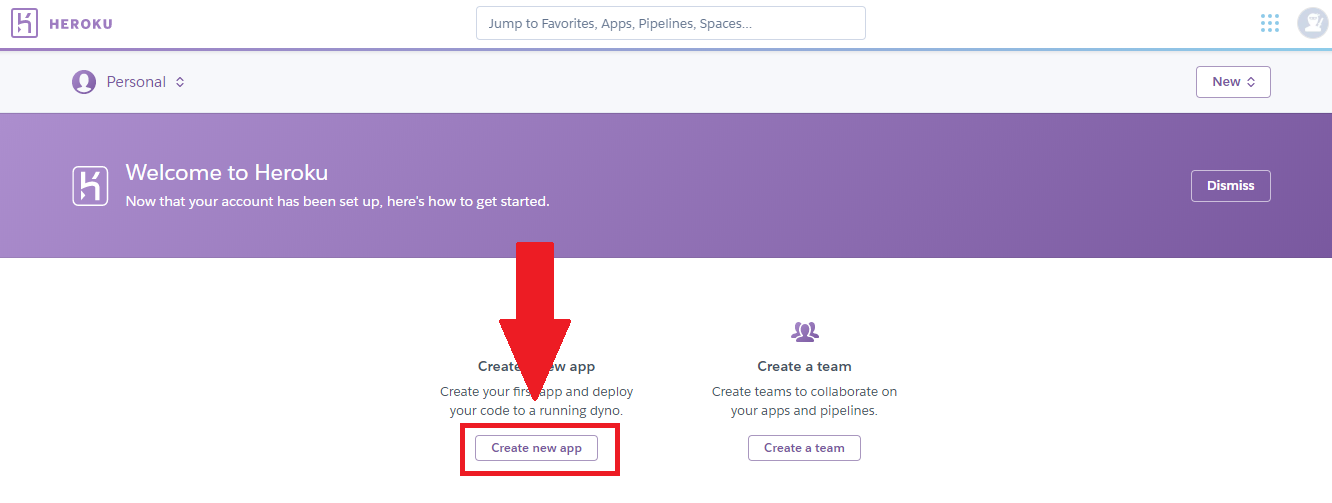 HEROKU
Jump to Favorites, Apps, Pipelines, Spaces...
Personal
New
Welcome to Heroku
Now that your account has been set up, here's how to get started.
Dismiss
Create new app
Create your app and deploy
your code to a running dyno.
Create new app
Create a team
Create teams to collaborate on
your apps and pipelines.
Create a team